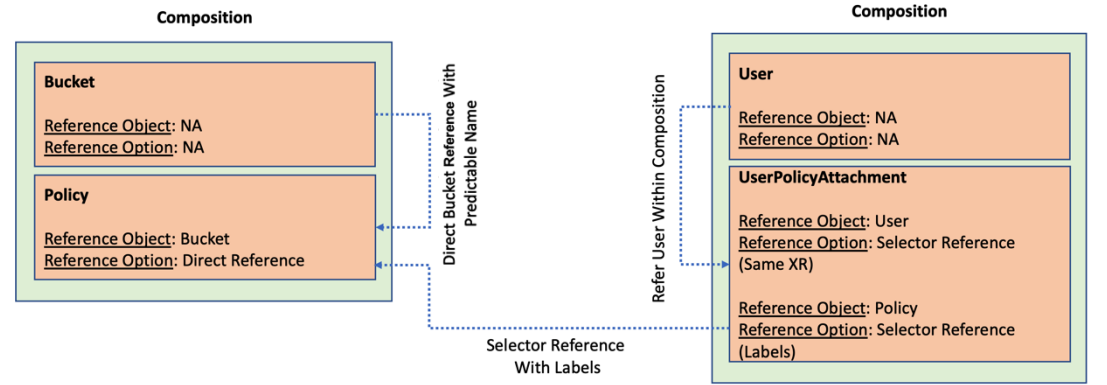 Composition
Bucket
Reference Object: NA
Reference Option: NA
Policy
Reference Object: Bucket
Reference Option: Direct Reference
Direct Bucket Reference With
Predictable Name
Selector Reference
With Labels
Refer User Within Composition
Composition
User
Reference Object: NA
Reference Option: NA
UserPolicyAttachment
Reference Object: User
Reference Option: Selector Reference
(Same XR)
Reference Object: Policy
Reference Option: Selector Reference
(Labels)